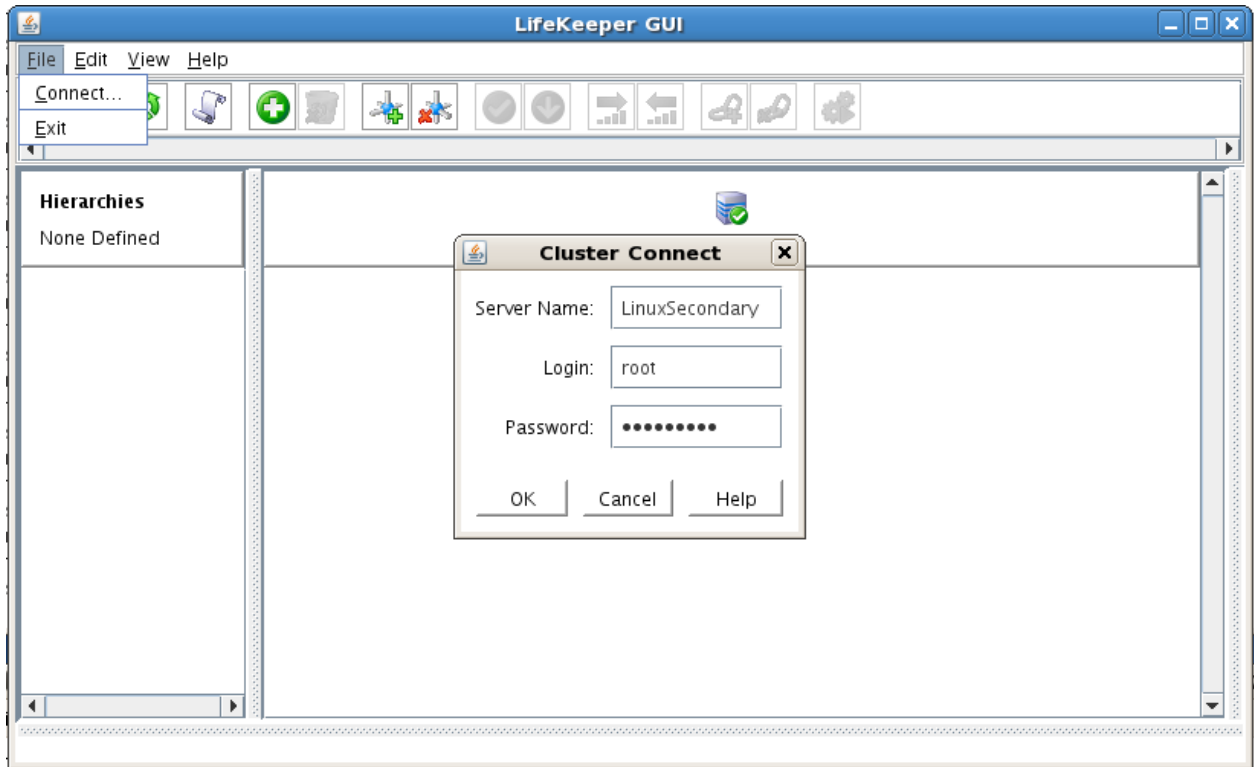 LifeKeeper GUI
File Edit View Help
Connect...
Exit
Hierarchies
None Defined
Cluster Connect
Server Name: LinuxSecondary
Login: root
Password: •••••••••
OK Cancel Help